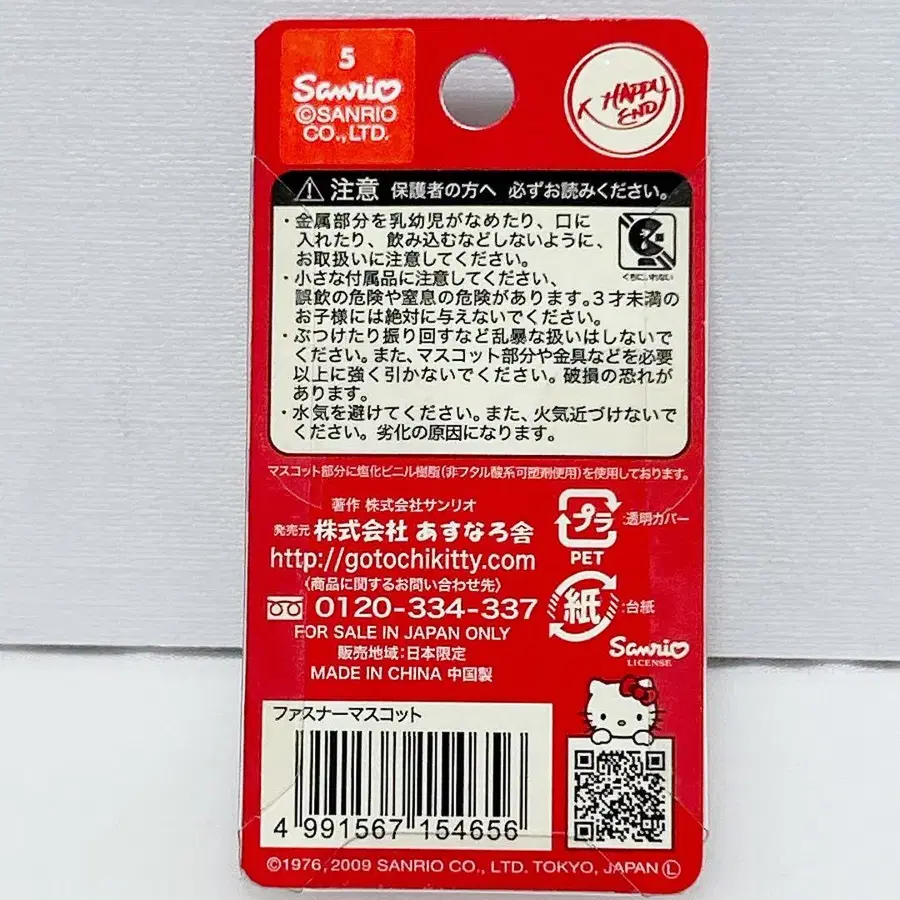 5
Sanrio
©SANRIO
CO.,LTD.
K HAPPY
END
注意 保護者の方へ 必ずお読みください。
・金属部分を乳幼児がなめたり、口に
入れたり、飲み込むなどしないように、
お取扱いに注意してください。
くちにいれない
・小さな付属品に注意してください、
誤飲の危険や窒息の危険があります。3才未満の
お子様には絶対に与えないでください。
・ぶつけたり振り回すなど乱暴な扱いはしないで
ください。また、マスコット部分や金具などを必要
以上に強く引かないでください。破損の恐れが
あります。
・水気を避けてください。また、火気近づけないで
ください。劣化の原因になります。
マスコット部分に塩化ビニル樹脂(非フタル酸系可塑剤使用)を使用しております。
著作 株式会社サンリオ
発売元 株式会社 あすなろ舎
http://gotochikitty.com
〈商品に関するお問い合わせ先〉
0120-334-337
FOR SALE IN JAPAN ONLY
販売地域:日本限定
MADE IN CHINA 中国製
プラ :透明カバー
PET
紙 :台紙
Sanrio
LICENSE
ファスナーマスコット
4 991567 154656
©1976, 2009 SANRIO CO., LTD. TOKYO, JAPAN Ⓛ